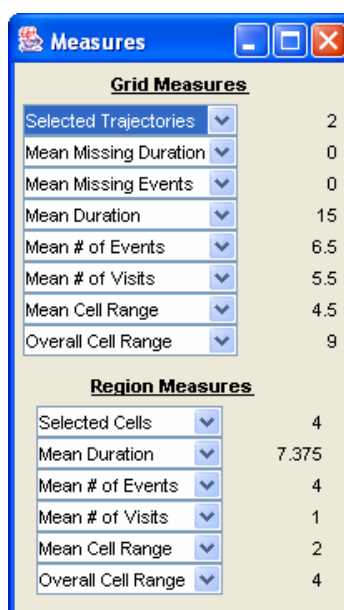 Measures
Grid Measures
Selected Trajectories 2
Mean Missing Duration 0
Mean Missing Events 0
Mean Duration 15
Mean # of Events 6.5
Mean # of Visits 5.5
Mean Cell Range 4.5
Overall Cell Range 9
Region Measures
Selected Cells 4
Mean Duration 7.375
Mean # of Events 4
Mean # of Visits 1
Mean Cell Range 2
Overall Cell Range 4